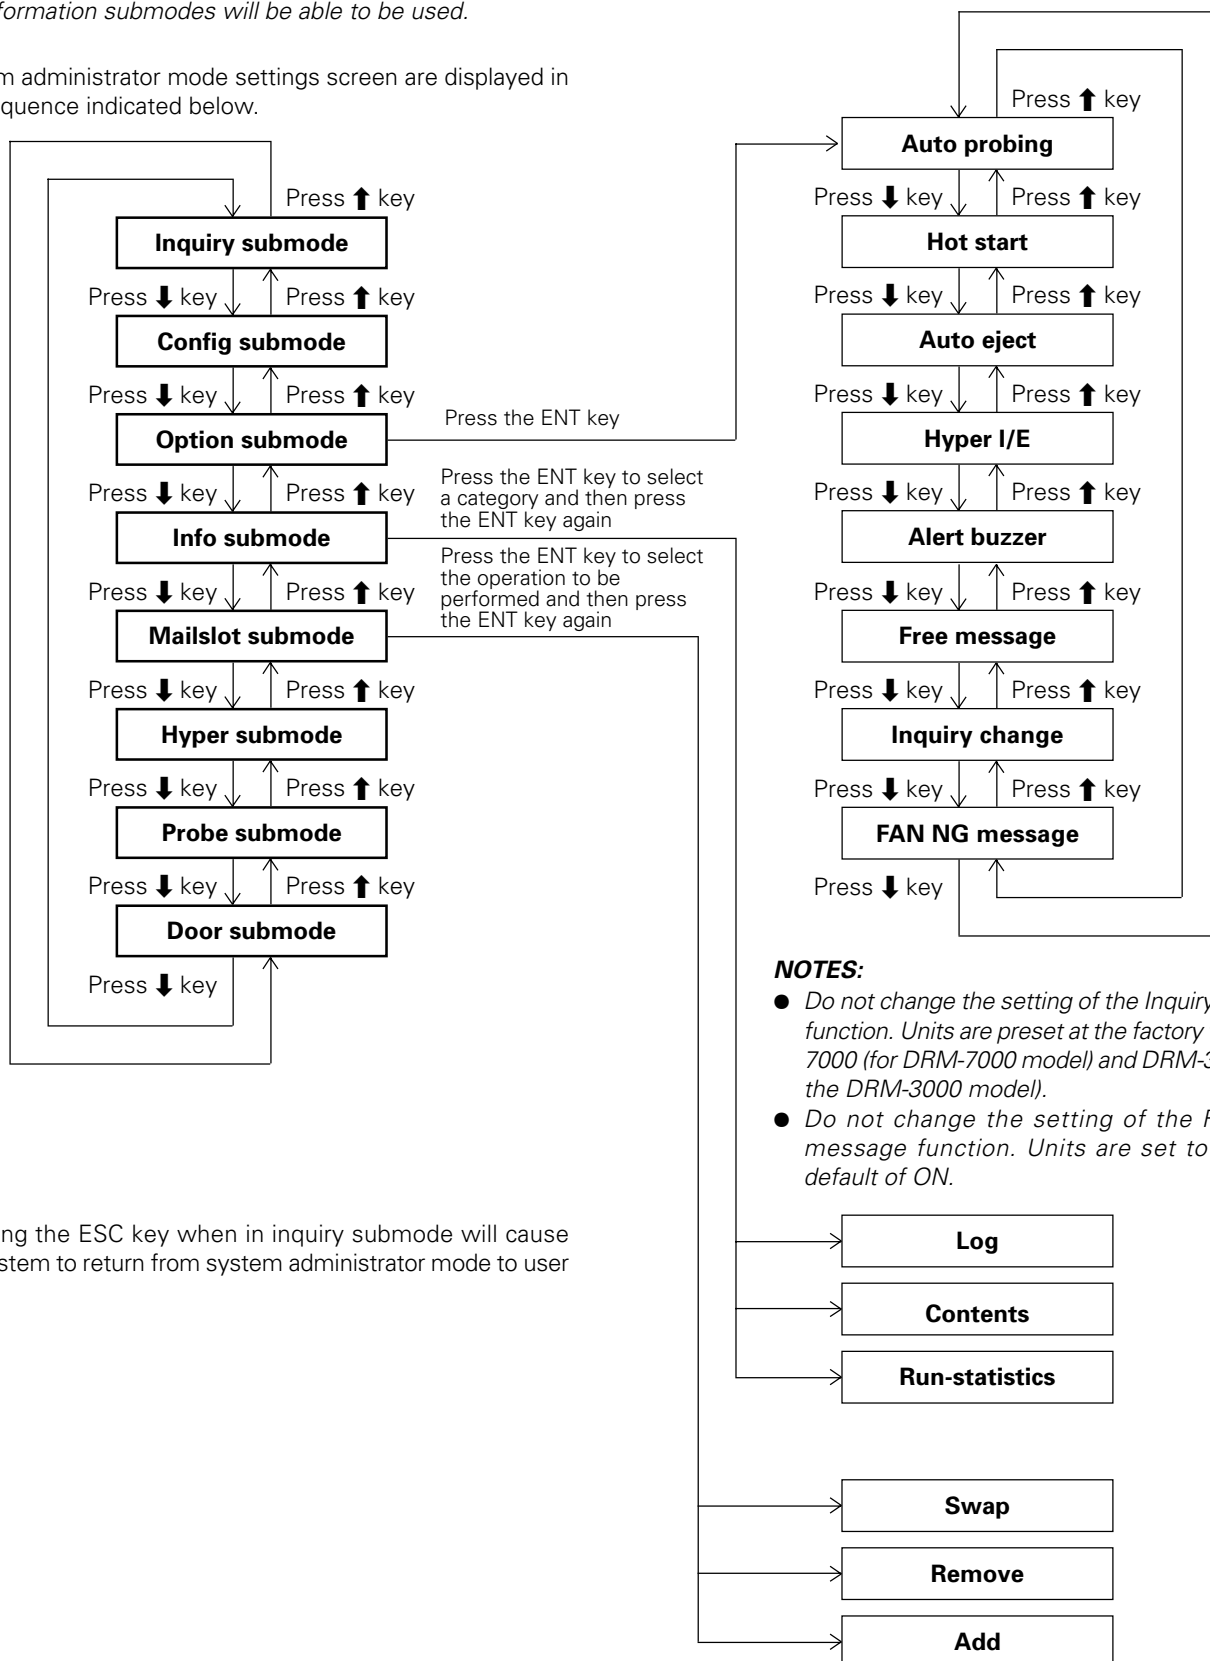 formation submodes will be able to be used.
m administrator mode settings screen are displayed in
quence indicated below.
Press ⬆ key
Inquiry submode
Press ⬇ key Press ⬆ key
Config submode
Press ⬇ key Press ⬆ key
Option submode
Press the ENT key
Press ⬇ key Press ⬆ key
Info submode
Press the ENT key to select
a category and then press
the ENT key again
Press ⬇ key Press ⬆ key
Mailslot submode
Press the ENT key to select
the operation to be
performed and then press
the ENT key again
Press ⬇ key Press ⬆ key
Hyper submode
Press ⬇ key Press ⬆ key
Probe submode
Press ⬇ key Press ⬆ key
Door submode
Press ⬇ key
ng the ESC key when in inquiry submode will cause
stem to return from system administrator mode to user
Press ⬆ key
Auto probing
Press ⬇ key Press ⬆ key
Hot start
Press ⬇ key Press ⬆ key
Auto eject
Press ⬇ key Press ⬆ key
Hyper I/E
Press ⬇ key Press ⬆ key
Alert buzzer
Press ⬇ key Press ⬆ key
Free message
Press ⬇ key Press ⬆ key
Inquiry change
Press ⬇ key Press ⬆ key
FAN NG message
Press ⬇ key
NOTES:
● Do not change the setting of the Inquiry
function. Units are preset at the factory
7000 (for DRM-7000 model) and DRM-3
the DRM-3000 model).
● Do not change the setting of the F
message function. Units are set to
default of ON.
Log
Contents
Run-statistics
Swap
Remove
Add